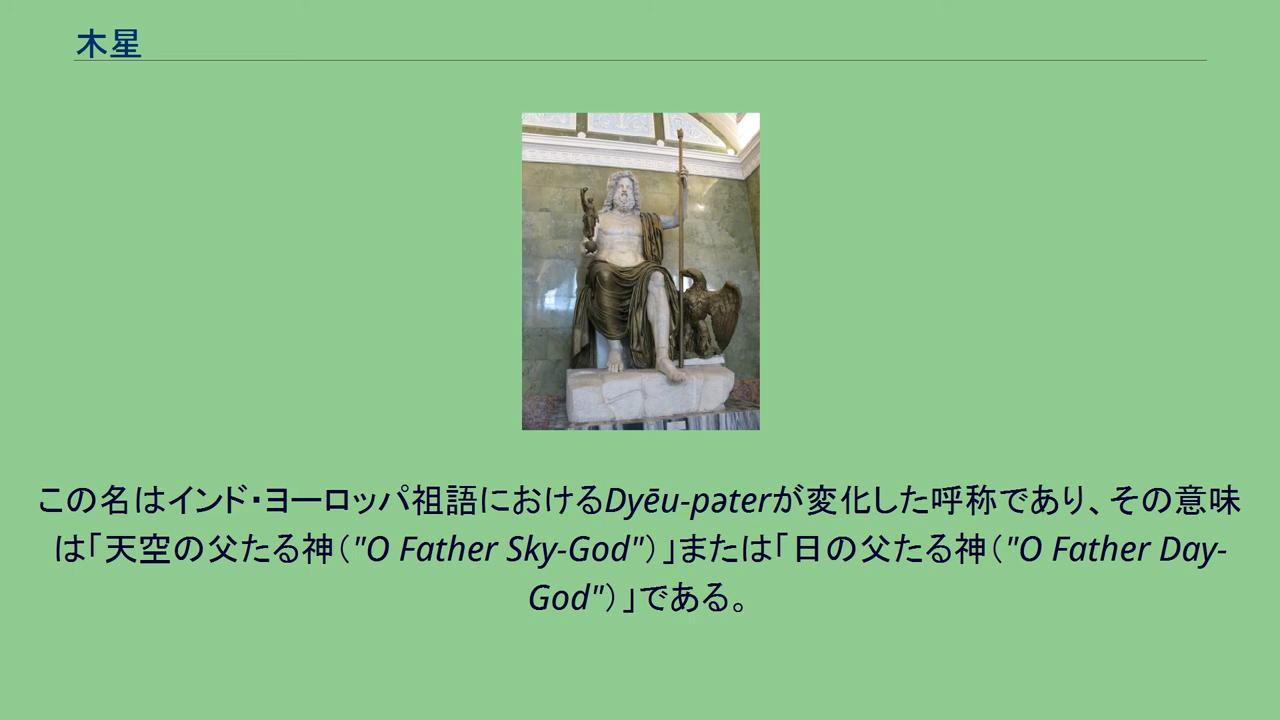 木星
この名はインド・ヨーロッパ祖語におけるDyēu-pəterが変化した呼称であり、その意味
は「天空の父たる神（"O Father Sky-God"）」または「日の父たる神（"O Father Day-
God"）」である。